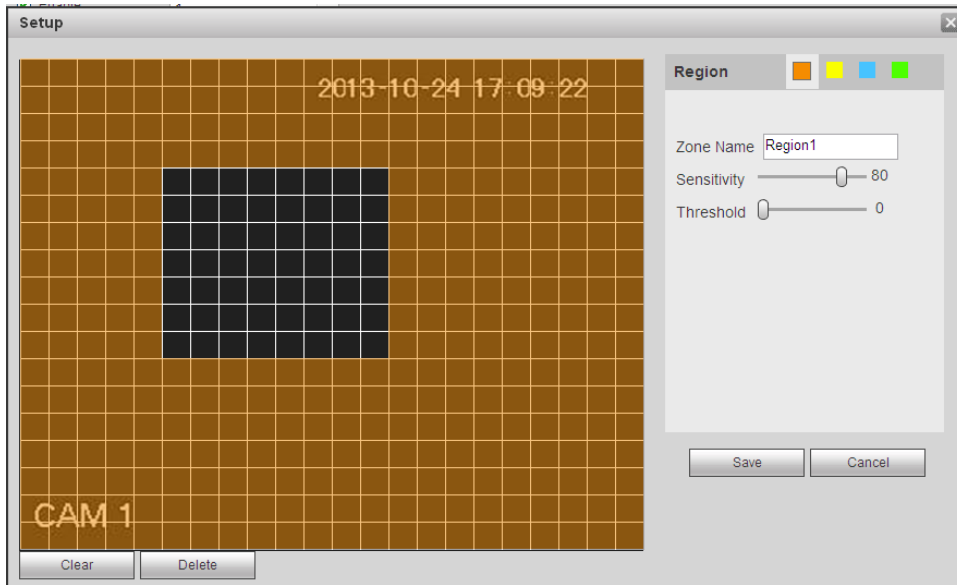 Setup
2013-10-24 17:09:22
CAM 1
Clear
Delete
Region
Zone Name Region1
Sensitivity 80
Threshold 0
Save
Cancel